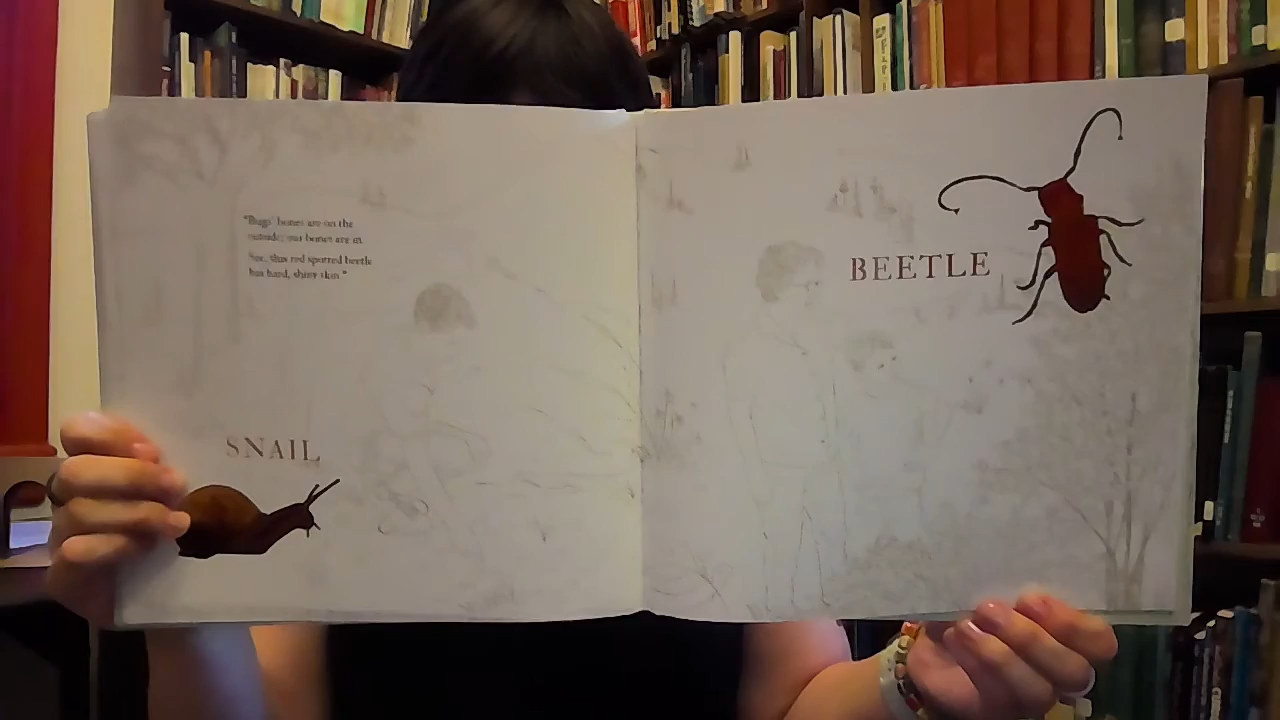 "Bugs' bones are on the
outside; our bones are in.
See, this red spotted beetle
has hard, shiny skin."
SNAIL
BEETLE